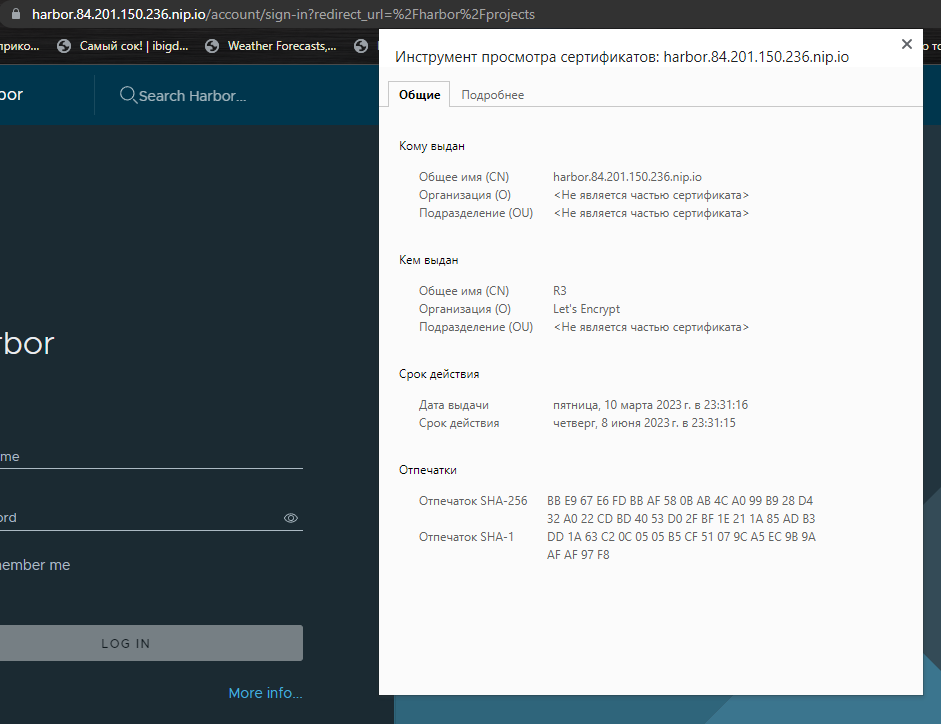 harbor.84.201.150.236.nip.io/account/sign-in?redirect_url=%2Fharbor%2Fprojects
прико... Самый сок! | ibigd... Weather Forecasts,...
bor
Search Harbor...
rbor
me
ord
member me
LOG IN
More info...
Инструмент просмотра сертификатов: harbor.84.201.150.236.nip.io
Общие Подробнее
Кому выдан
Общее имя (CN) harbor.84.201.150.236.nip.io
Организация (O) <Не является частью сертификата>
Подразделение (OU) <Не является частью сертификата>
Кем выдан
Общее имя (CN) R3
Организация (O) Let's Encrypt
Подразделение (OU) <Не является частью сертификата>
Срок действия
Дата выдачи пятница, 10 марта 2023 г. в 23:31:16
Срок действия четверг, 8 июня 2023 г. в 23:31:15
Отпечатки
Отпечаток SHA-256 BB E9 67 E6 FD BB AF 58 0B AB 4C A0 99 B9 28 D4
32 A0 22 CD BD 40 53 D0 2F BF 1E 21 1A 85 AD B3
Отпечаток SHA-1 DD 1A 63 C2 0C 05 05 B5 CF 51 07 9C A5 EC 9B 9A
AF AF 97 F8